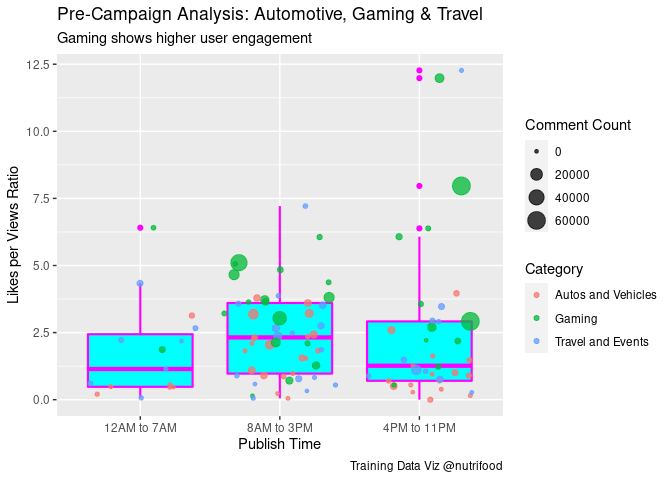 Pre-Campaign Analysis: Automotive, Gaming & Travel
Gaming shows higher user engagement
12.5
10.0
7.5
5.0
2.5
0.0
Likes per Views Ratio
12AM to 7AM
8AM to 3PM
4PM to 11PM
Publish Time
Comment Count
0
20000
40000
60000
Category
Autos and Vehicles
Gaming
Travel and Events
Training Data Viz @nutrifood